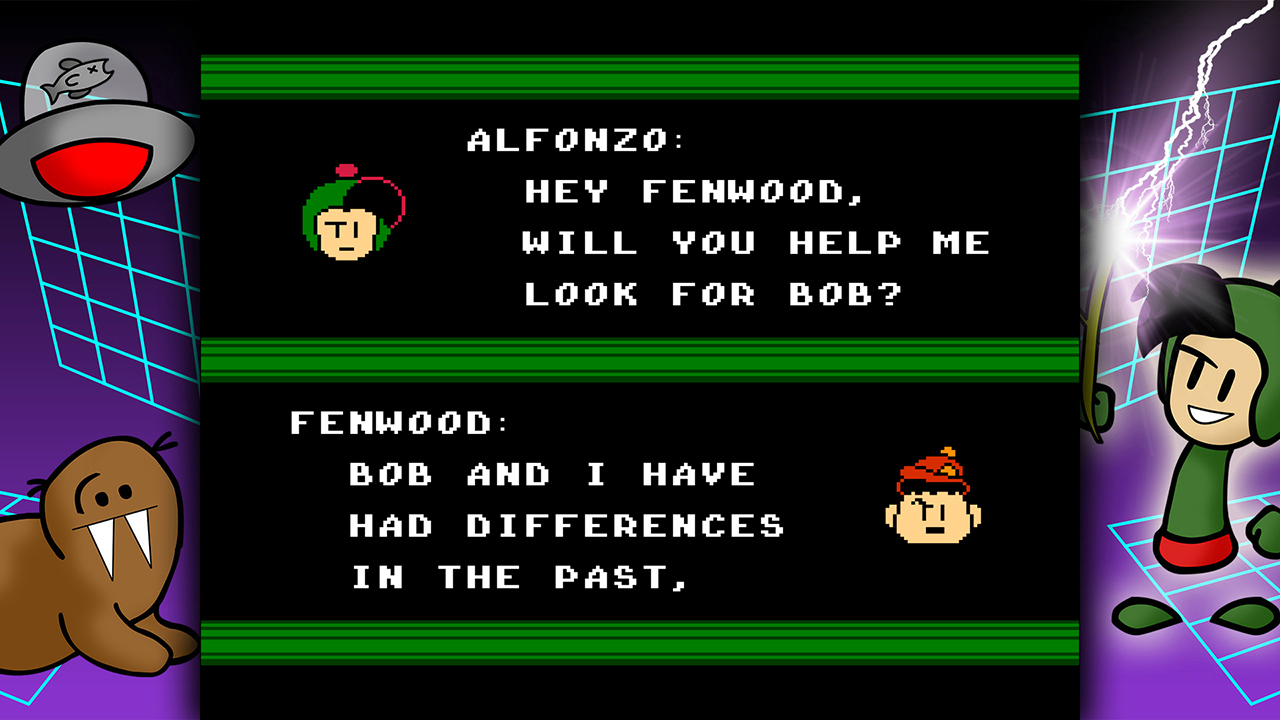 ALFONZO:
HEY FENWOOD,
WILL YOU HELP ME
LOOK FOR BOB?
FENWOOD:
BOB AND I HAVE
HAD DIFFERENCES
IN THE PAST,